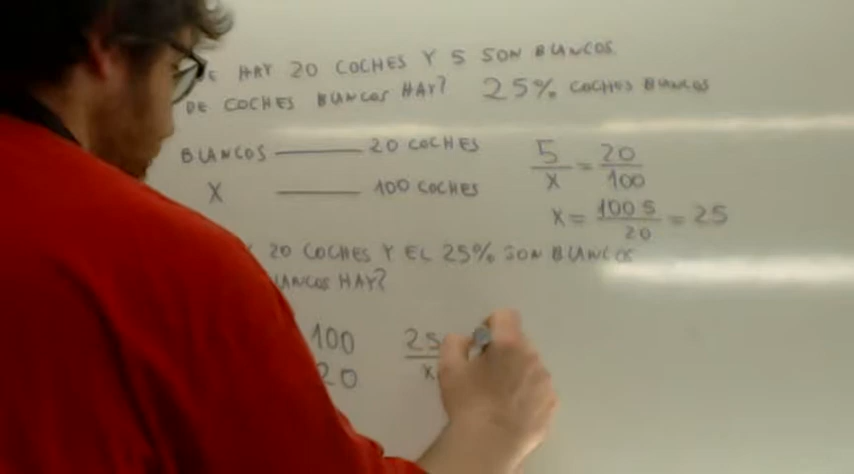 HAY 20 COCHES Y 5 SON BLANCOS
DE COCHES BLANCOS HAY? 25% COCHES BLANCOS
BLANCOS 20 COCHES
X 100 COCHES
5/X = 20/100
X = 100 5/20 = 25
20 COCHES Y EL 25% SON BLANCOS
HAY?
100
20
25/X